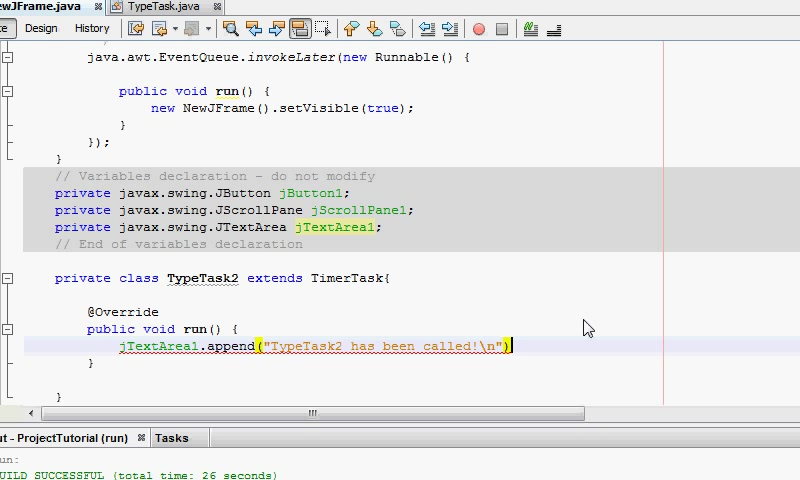 ewJFrame.java TypeTask.java
Design History
java.awt.EventQueue.invokeLater(new Runnable() {
public void run() {
new NewJFrame().setVisible(true);
}
});
}
// Variables declaration - do not modify
private javax.swing.JButton jButton1;
private javax.swing.JScrollPane jScrollPane1;
private javax.swing.JTextArea jTextArea1;
// End of variables declaration
private class TypeTask2 extends TimerTask{
@Override
public void run() {
jTextArea1.append("TypeTask2 has been called!\n")
}
}
ut - ProjectTutorial (run) Tasks
un:
UILD SUCCESSFUL (total time: 26 seconds)